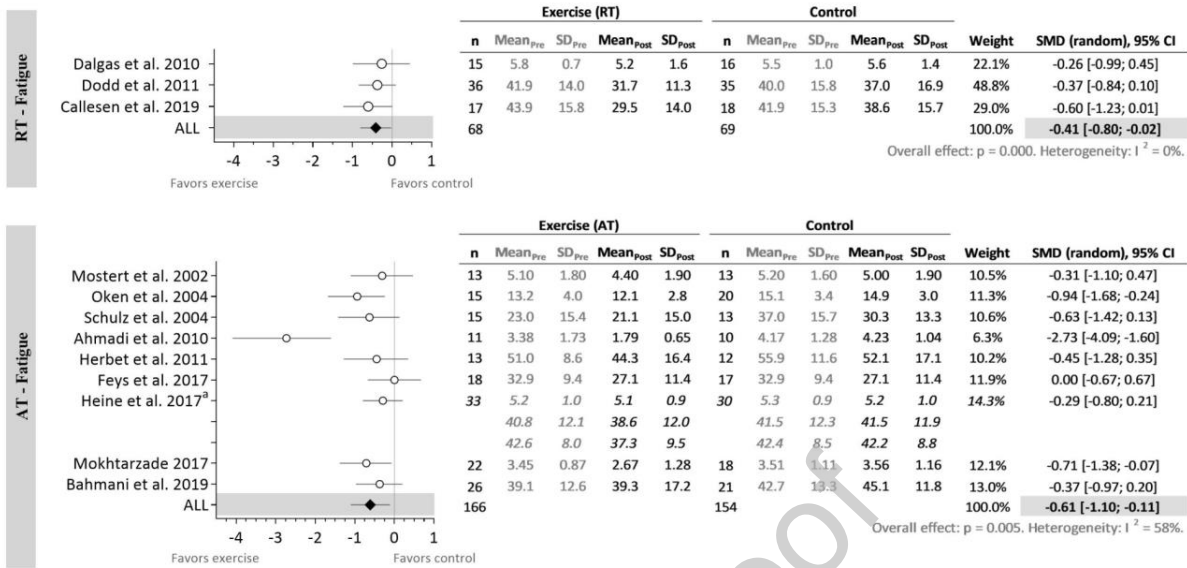 RT - Fatigue
Exercise (RT) Control
n Mean_Pre SD_Pre Mean_Post SD_Post n Mean_Pre SD_Pre Mean_Post SD_Post Weight SMD (random), 95% CI
Dalgas et al. 2010 15 5.8 0.7 5.2 1.6 16 5.5 1.0 5.6 1.4 22.1% -0.26 [-0.99; 0.45]
Dodd et al. 2011 36 41.9 14.0 31.7 11.3 35 40.0 15.8 37.0 16.9 48.8% -0.37 [-0.84; 0.10]
Callesen et al. 2019 17 43.9 15.8 29.5 14.0 18 41.9 15.3 38.6 15.7 29.0% -0.60 [-1.23; 0.01]
ALL 68 69 100.0% -0.41 [-0.80; -0.02]
Overall effect: p = 0.000. Heterogeneity: I ² = 0%.
-4 -3 -2 -1 0 1
Favors exercise Favors control
AT - Fatigue
Exercise (AT) Control
n Mean_Pre SD_Pre Mean_Post SD_Post n Mean_Pre SD_Pre Mean_Post SD_Post Weight SMD (random), 95% CI
Mostert et al. 2002 13 5.10 1.80 4.40 1.90 13 5.20 1.60 5.00 1.90 10.5% -0.31 [-1.10; 0.47]
Oken et al. 2004 15 13.2 4.0 12.1 2.8 20 15.1 3.4 14.9 3.0 11.3% -0.94 [-1.68; -0.24]
Schulz et al. 2004 15 23.0 15.4 21.1 15.0 13 37.0 15.7 30.3 13.3 10.6% -0.63 [-1.42; 0.13]
Ahmadi et al. 2010 11 3.38 1.73 1.79 0.65 10 4.17 1.28 4.23 1.04 6.3% -2.73 [-4.09; -1.60]
Herbet et al. 2011 13 51.0 8.6 44.3 16.4 12 55.9 11.6 52.1 17.1 10.2% -0.45 [-1.28; 0.35]
Feys et al. 2017 18 32.9 9.4 27.1 11.4 17 32.9 9.4 27.1 11.4 11.9% 0.00 [-0.67; 0.67]
Heine et al. 2017ᵃ 33 5.2 1.0 5.1 0.9 30 5.3 0.9 5.2 1.0 14.3% -0.29 [-0.80; 0.21]
40.8 12.1 38.6 12.0 41.5 12.3 41.5 11.9
42.6 8.0 37.3 9.5 42.4 8.5 42.2 8.8
Mokhtarzade 2017 22 3.45 0.87 2.67 1.28 18 3.51 1.11 3.56 1.16 12.1% -0.71 [-1.38; -0.07]
Bahmani et al. 2019 26 39.1 12.6 39.3 17.2 21 42.7 13.3 45.1 11.8 13.0% -0.37 [-0.97; 0.20]
ALL 166 154 100.0% -0.61 [-1.10; -0.11]
Overall effect: p = 0.005. Heterogeneity: I ² = 58%.
-4 -3 -2 -1 0 1
Favors exercise Favors control